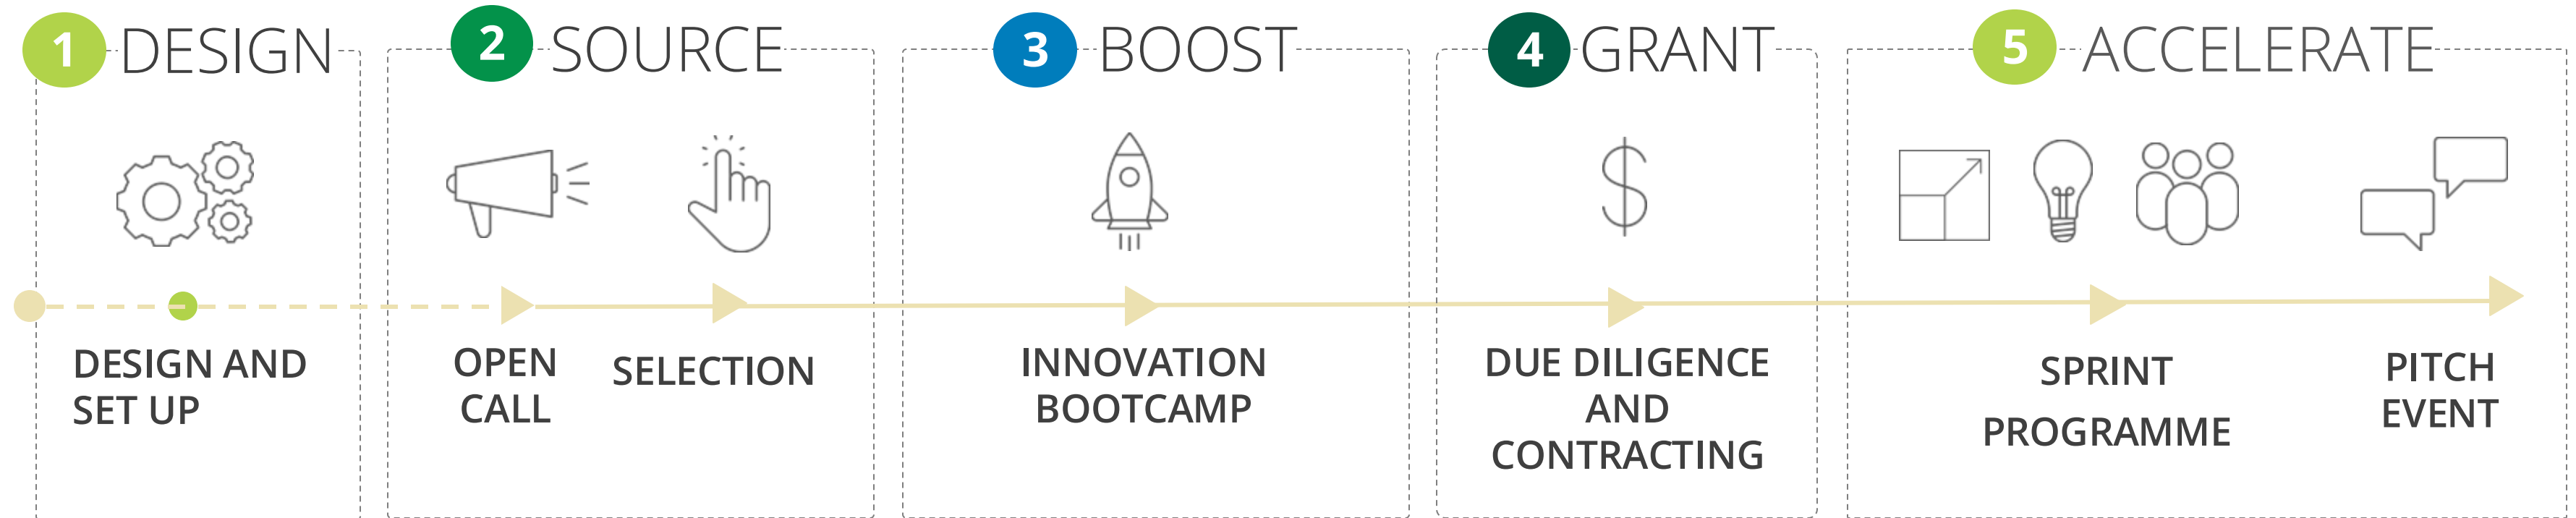 1 DESIGN
2 SOURCE
3 BOOST
4 GRANT
5 ACCELERATE
DESIGN AND
SET UP
OPEN
CALL
SELECTION
INNOVATION
BOOTCAMP
DUE DILIGENCE
AND
CONTRACTING
SPRINT
PROGRAMME
PITCH
EVENT